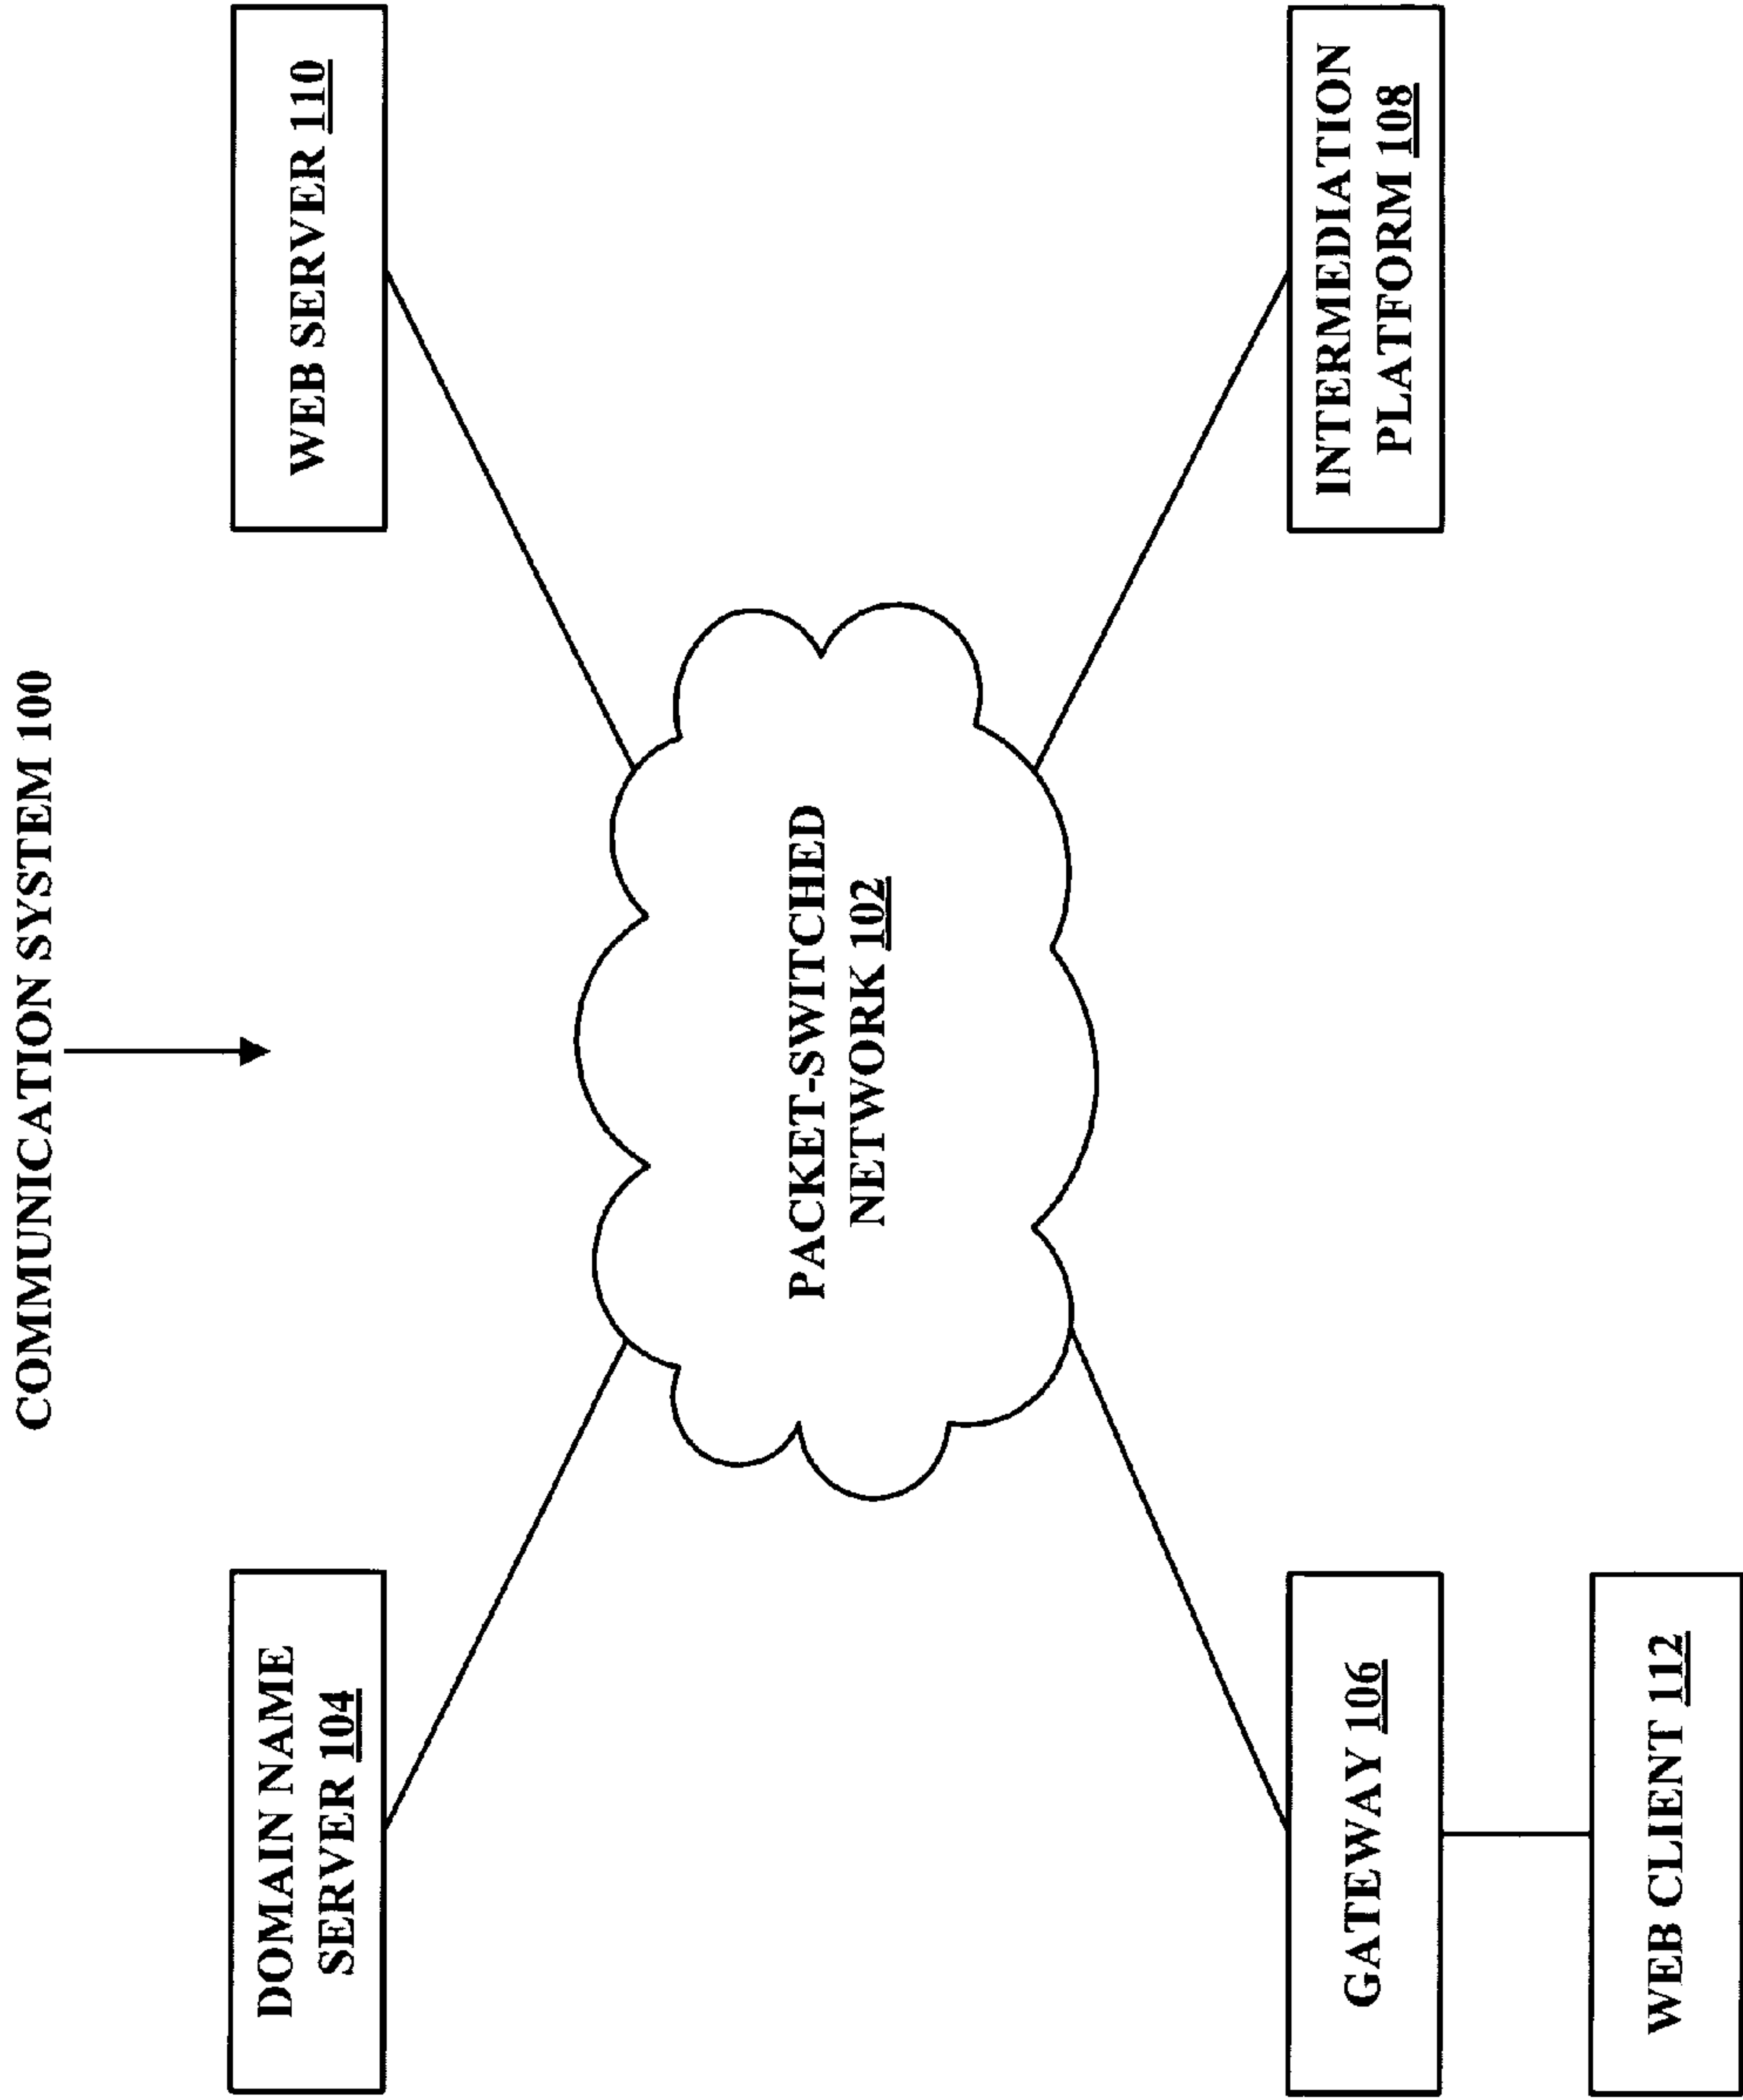 COMMUNICATION SYSTEM 100
DOMAIN NAME
SERVER 104
WEB SERVER 110
PACKET-SWITCHED
NETWORK 102
GATEWAY 106
INTERMEDIATION
PLATFORM 108
WEB CLIENT 112